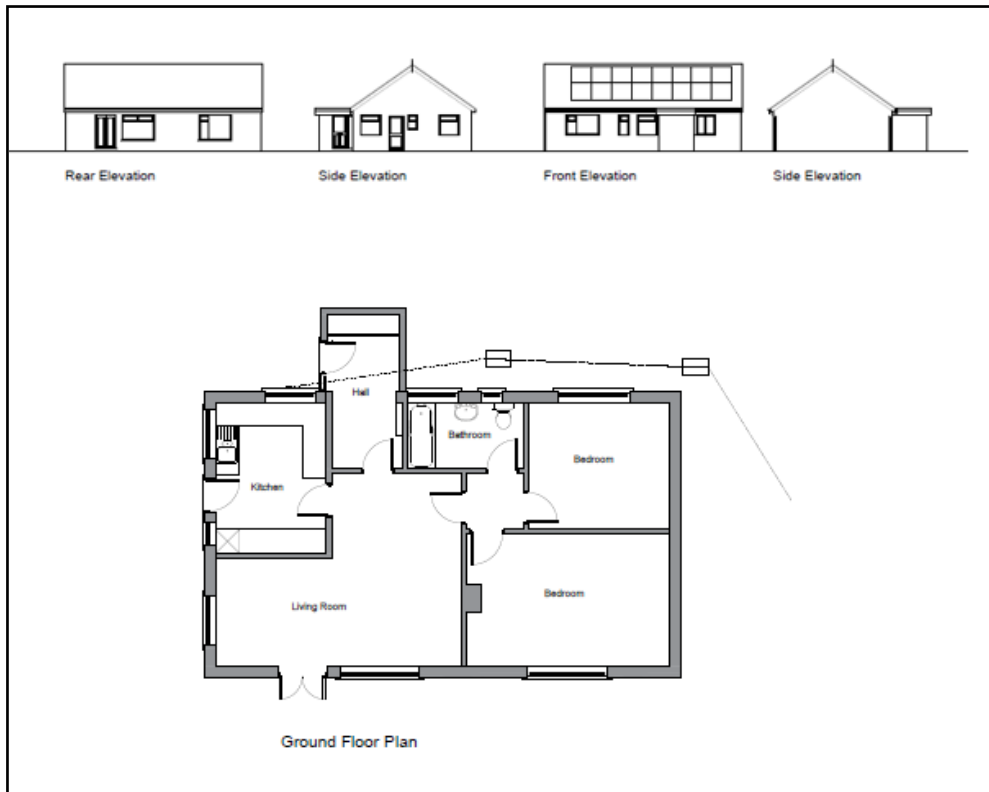 Rear Elevation
Side Elevation
Front Elevation
Side Elevation
Hall
Bathroom
Bedroom
Kitchen
Bedroom
Living Room
Ground Floor Plan